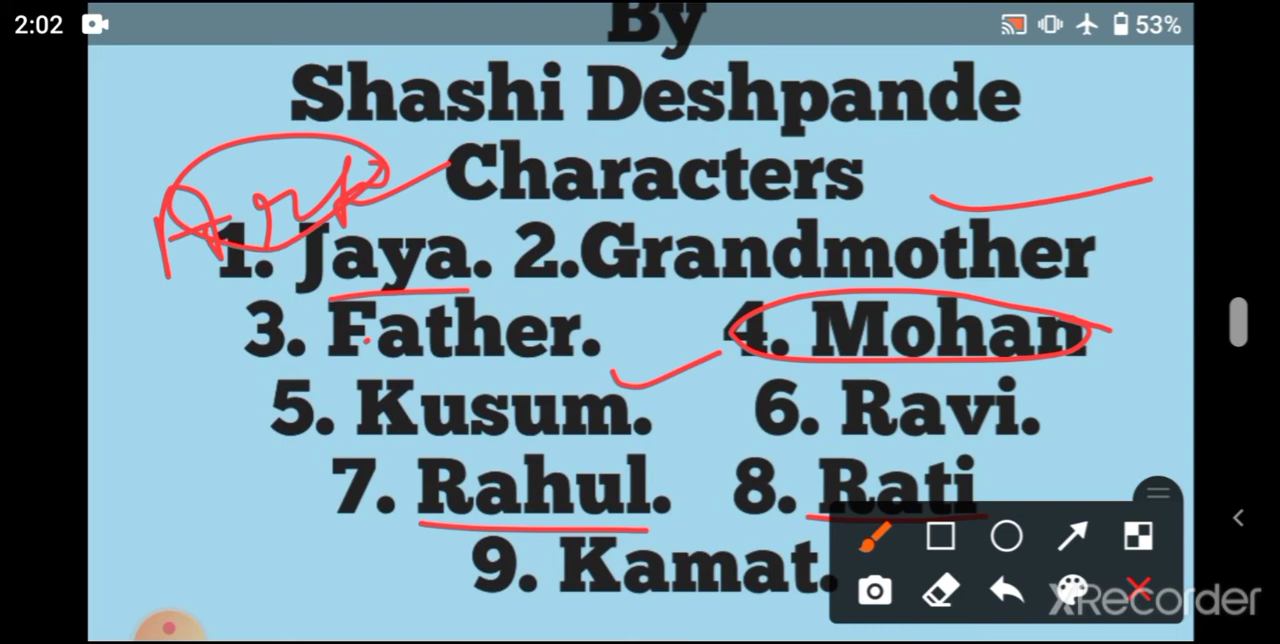 2:02 53%
By
Shashi Deshpande
Characters
1. Jaya. 2.Grandmother
3. Father. 4. Mohan
5. Kusum. 6. Ravi.
7. Rahul. 8. Rati
9. Kamat.
XRecorder